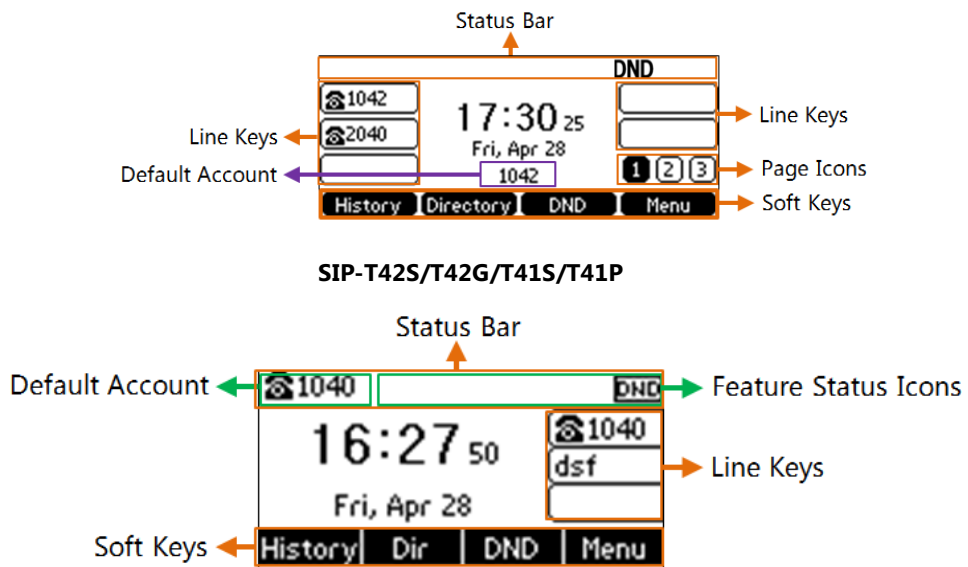 Status Bar
DND
1042
2040
17:30 25
Fri, Apr 28
1042
1 2 3
History Directory DND Menu
Line Keys
Default Account
Line Keys
Page Icons
Soft Keys
SIP-T42S/T42G/T41S/T41P
Status Bar
Default Account
1040
DND
Feature Status Icons
16:27 50
Fri, Apr 28
1040
dsf
Line Keys
Soft Keys
History Dir DND Menu